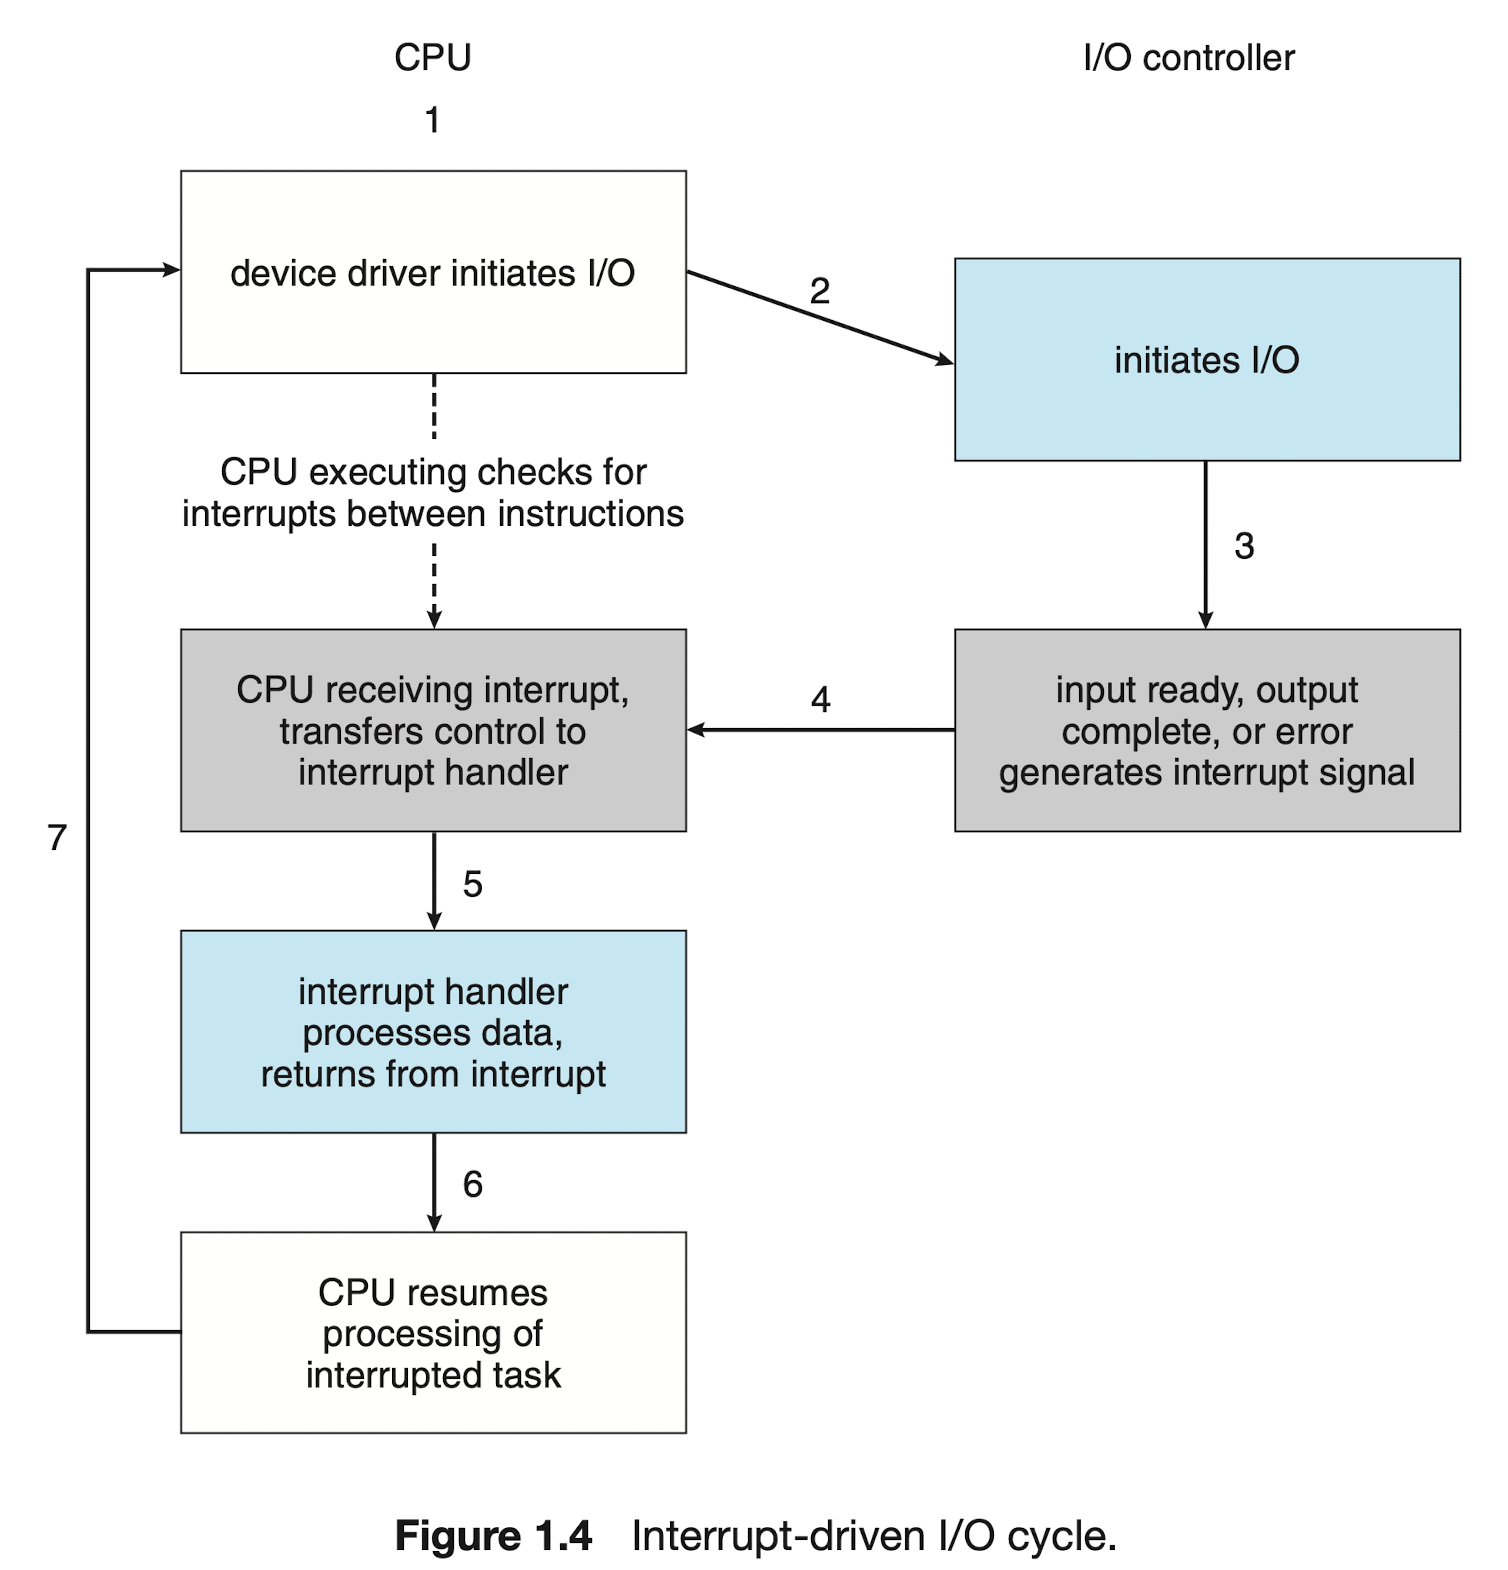 CPU
I/O controller
1
device driver initiates I/O
2
initiates I/O
CPU executing checks for
interrupts between instructions
3
CPU receiving interrupt,
transfers control to
interrupt handler
4
input ready, output
complete, or error
generates interrupt signal
7
5
interrupt handler
processes data,
returns from interrupt
6
CPU resumes
processing of
interrupted task
Figure 1.4 Interrupt-driven I/O cycle.